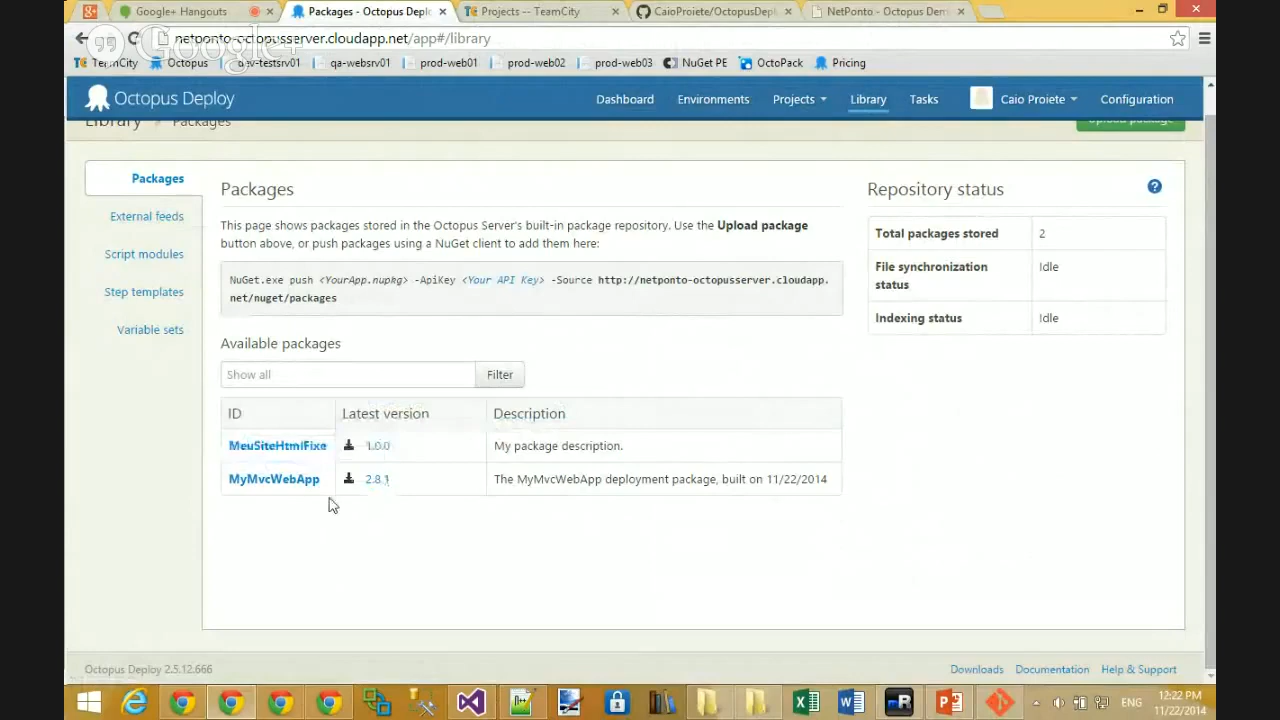 Google+ Hangouts
Packages - Octopus Deplo
Projects -- TeamCity
CaioProiete/OctopusDepl
NetPonto - Octopus Dem
netponto-octopusserver.cloudapp.net/app#/library
Google+
TeamCity
Octopus
dev-testsrv01
qa-websrv01
prod-web01
prod-web02
prod-web03
NuGet PE
OctoPack
Pricing
Octopus Deploy
Dashboard
Environments
Projects
Library
Tasks
Caio Proiete
Configuration
Library > Packages
Upload package
Packages
External feeds
Script modules
Step templates
Variable sets
Packages
This page shows packages stored in the Octopus Server's built-in package repository. Use the Upload package
button above, or push packages using a NuGet client to add them here:
NuGet.exe push <YourApp.nupkg> -ApiKey <Your API Key> -Source http://netponto-octopusserver.cloudapp.
net/nuget/packages
Available packages
Show all
Filter
ID Latest version Description
MeuSiteHtmlFixe 1.0.0 My package description.
MyMvcWebApp 2.8.1 The MyMvcWebApp deployment package, built on 11/22/2014
Repository status
Total packages stored 2
File synchronization
status
Idle
Indexing status Idle
Octopus Deploy 2.5.12.666
Downloads
Documentation
Help & Support
ENG
12:22 PM
11/22/2014